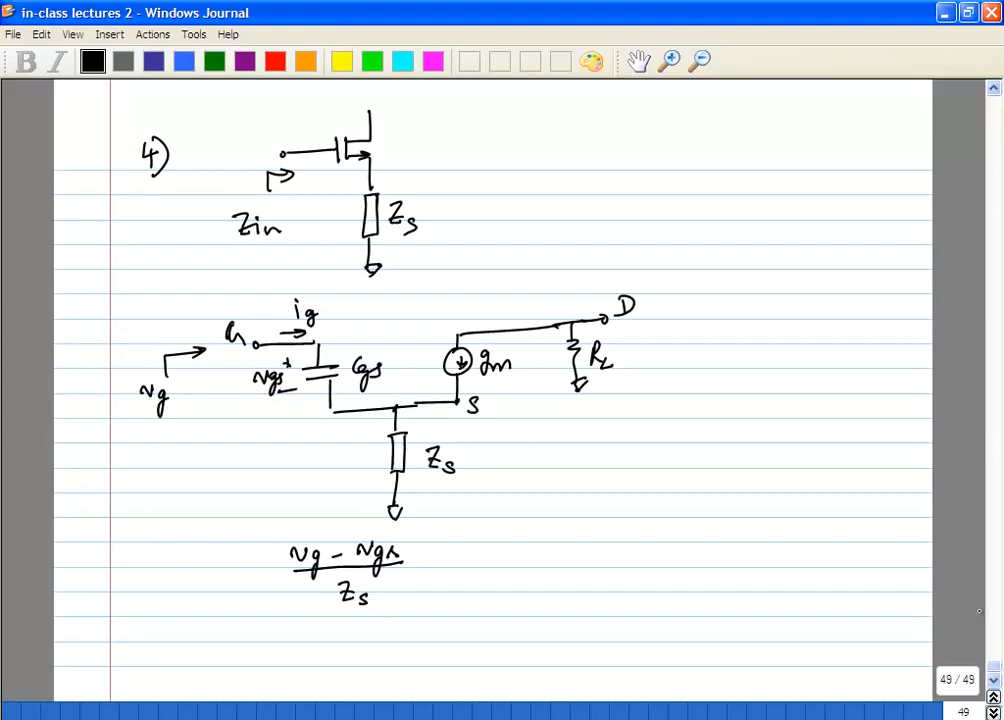 in-class lectures 2 - Windows Journal
File Edit View Insert Actions Tools Help
B I
4)
Zin
Zs
ig
G
vg
vgs
+
-
Cgs
gm
S
D
RL
Zs
vg - vgs
Zs
49 / 49
49